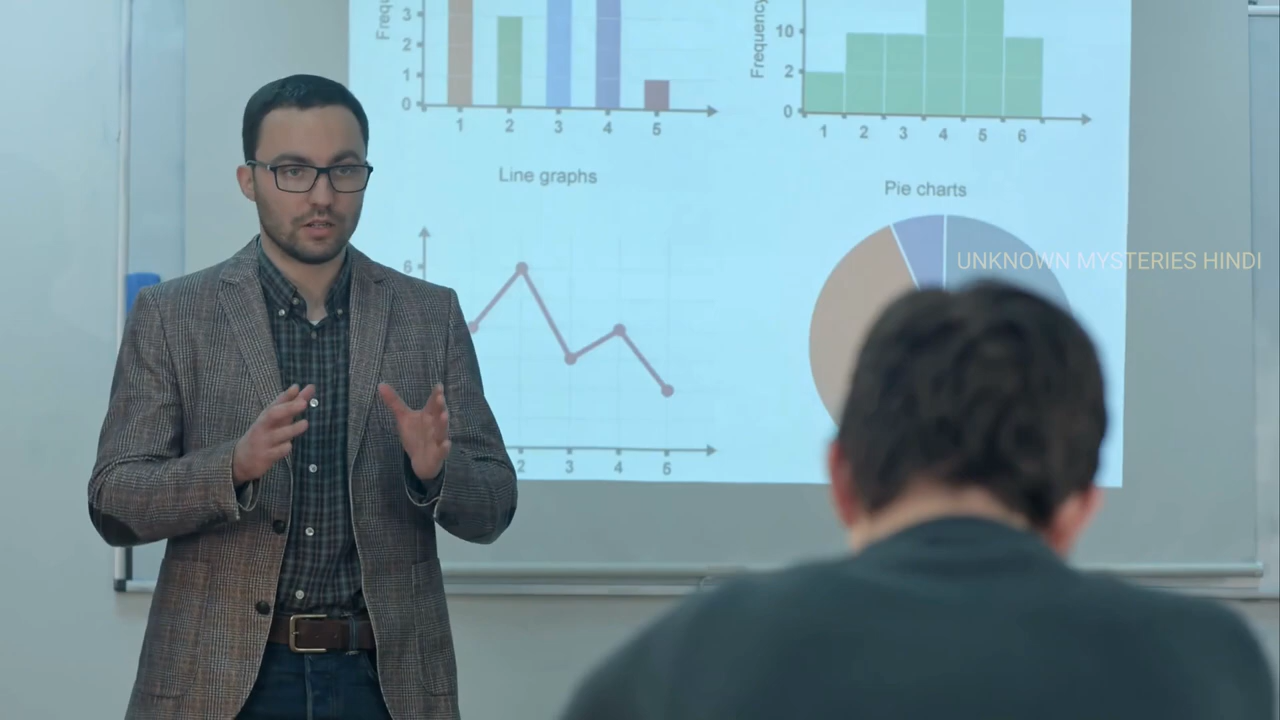 Frequ
3
2
1
0
1 2 3 4 5
Frequency
10
2
0
1 2 3 4 5 6
Line graphs
6
2 3 4 5
Pie charts
UNKNOWN MYSTERIES HINDI